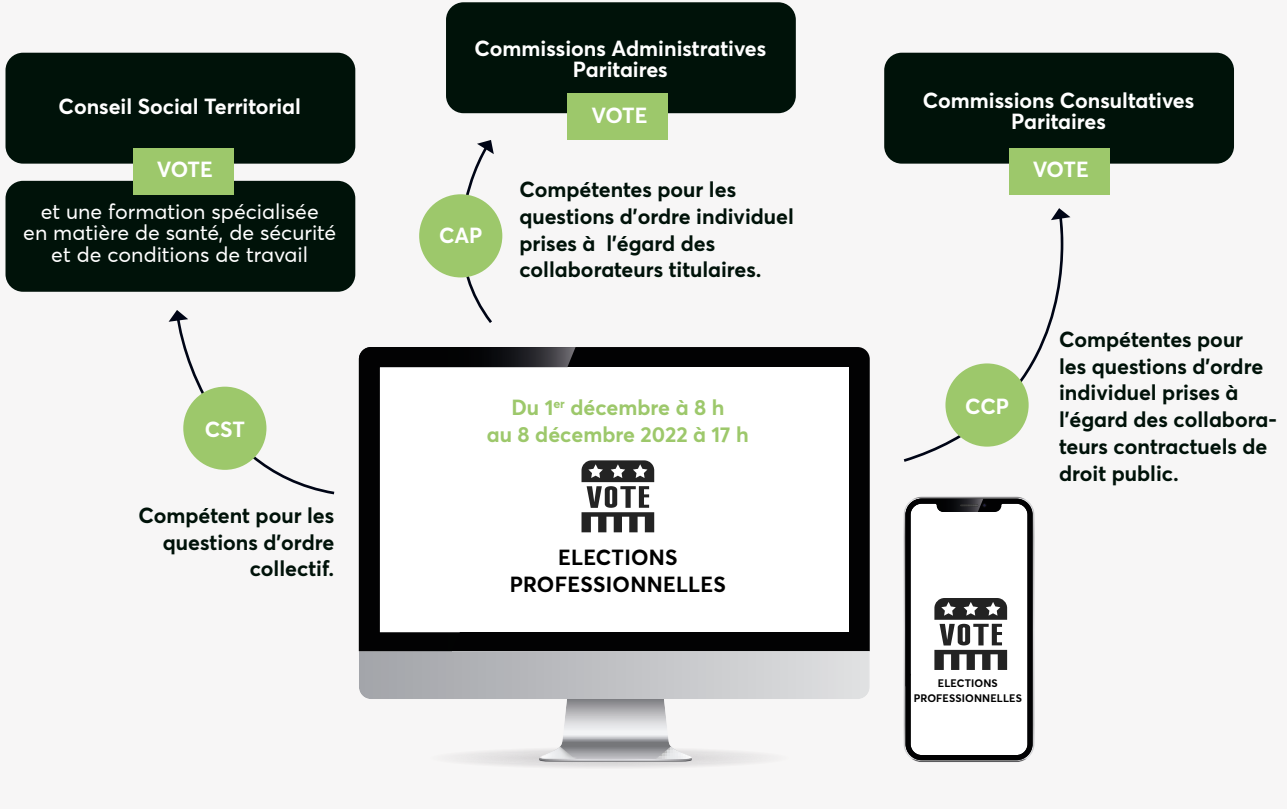 Conseil Social Territorial
VOTE
et une formation spécialisée
en matière de santé, de sécurité
et de conditions de travail
CST
Compétent pour les
questions d'ordre
collectif.
Commissions Administratives
Paritaires
VOTE
CAP
Compétentes pour les
questions d'ordre individuel
prises à l'égard des
collaborateurs titulaires.
Commissions Consultatives
Paritaires
VOTE
CCP
Compétentes pour
les questions d'ordre
individuel prises à
l'égard des collabora-
teurs contractuels de
droit public.
Du 1er décembre à 8 h
au 8 décembre 2022 à 17 h
VOTE
ELECTIONS
PROFESSIONNELLES
VOTE
ELECTIONS
PROFESSIONNELLES